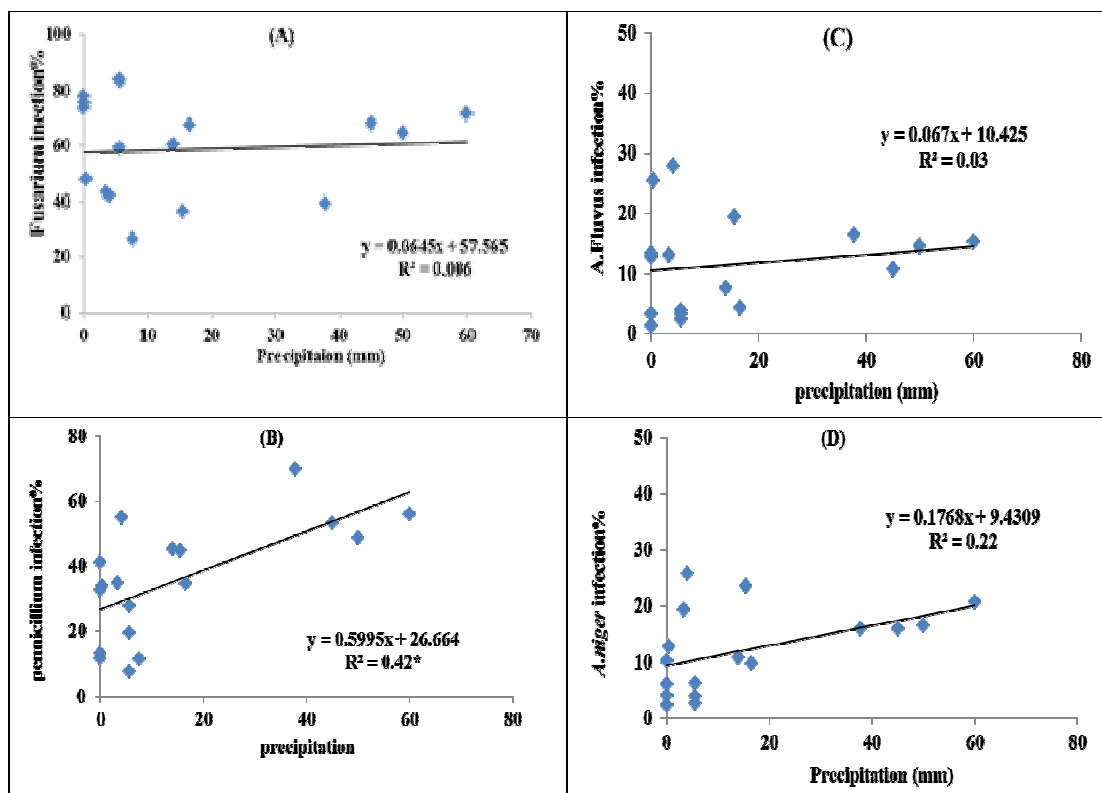 (A)
Fusarium inection%
100
80
60
40
20
0
y = 0.0645x + 57.565
R² = 0.006
0 10 20 30 40 50 60 70
Precipitaion (mm)
(C)
A.Fluvus infection%
50
40
30
20
10
0
y = 0.067x + 10.425
R² = 0.03
0 20 40 60 80
precipitation (mm)
(B)
pennicillium infection%
80
60
40
20
0
y = 0.5995x + 26.664
R² = 0.42*
0 20 40 60 80
precipitation
(D)
A.niger infection%
50
40
30
20
10
0
y = 0.1768x + 9.4309
R² = 0.22
0 20 40 60 80
Precipitation (mm)